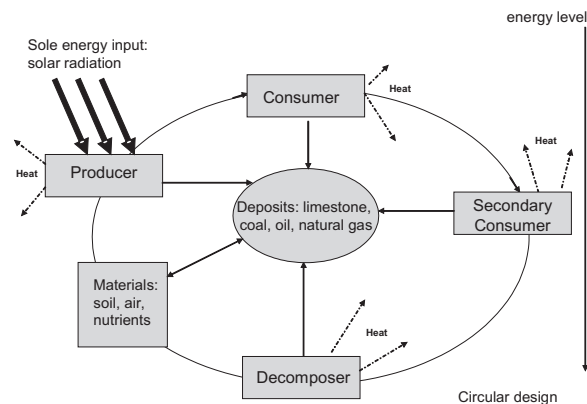 energy level
Sole energy input:
solar radiation
Consumer
Heat
Heat
Heat
Producer
Deposits: limestone,
coal, oil, natural gas
Secondary
Consumer
Materials:
soil, air,
nutrients
Heat
Decomposer
Circular design